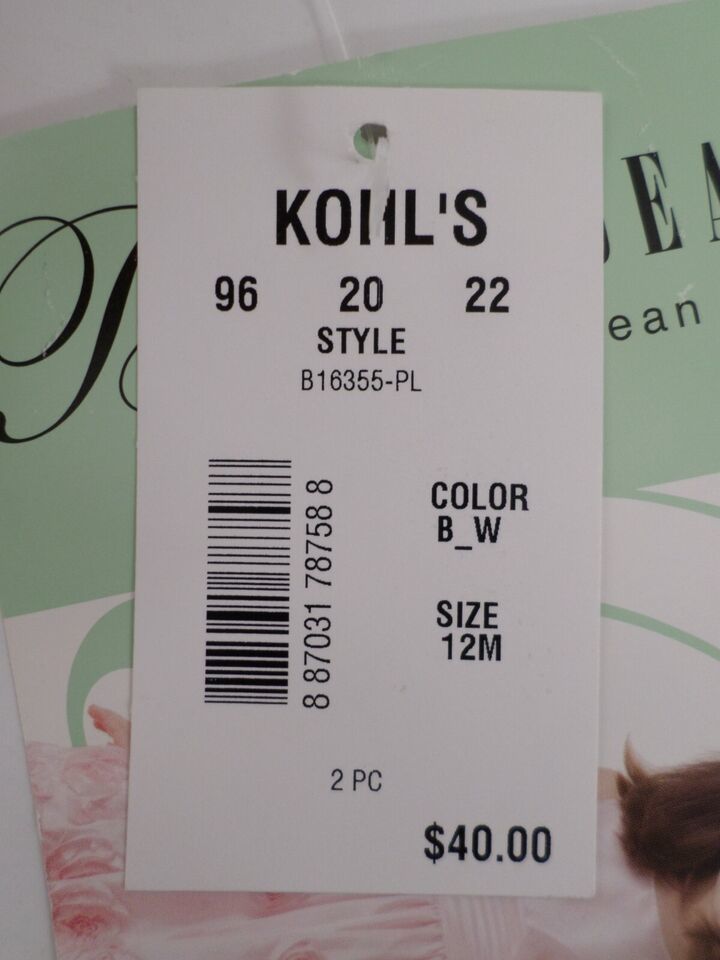 KOHL'S
96 20 22
STYLE
B16355-PL
8 87031 78758 8
COLOR
B_W
SIZE
12M
2 PC
$40.00